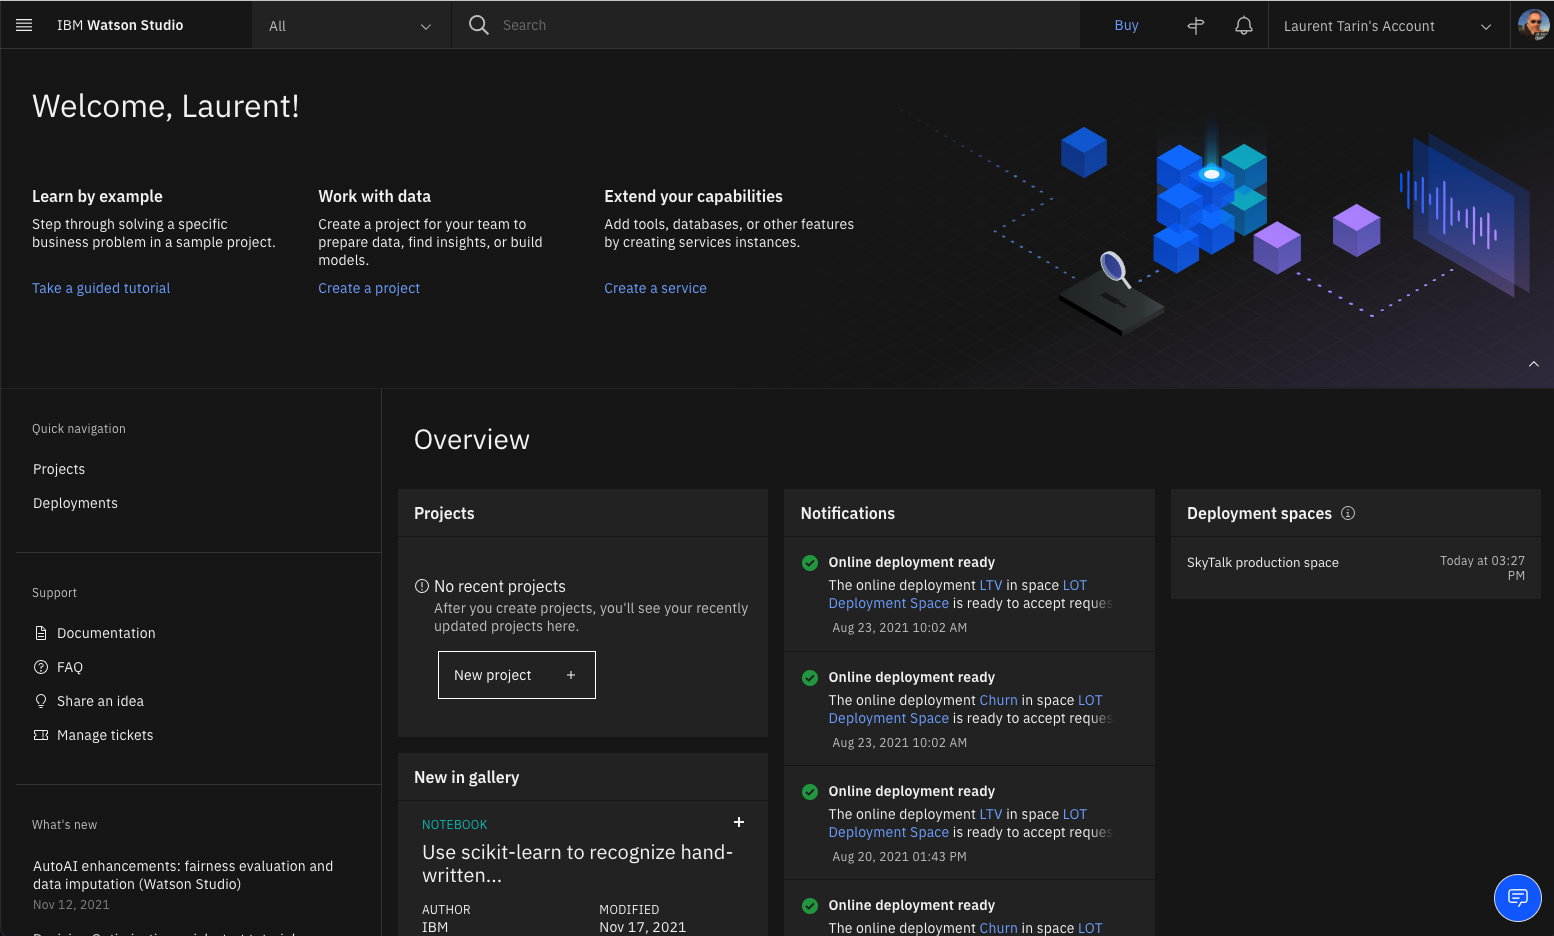 IBM Watson Studio
All
Search
Buy
Laurent Tarin's Account
Welcome, Laurent!
Learn by example
Step through solving a specific
business problem in a sample project.
Take a guided tutorial
Work with data
Create a project for your team to
prepare data, find insights, or build
models.
Create a project
Extend your capabilities
Add tools, databases, or other features
by creating services instances.
Create a service
Quick navigation
Projects
Deployments
Support
Documentation
FAQ
Share an idea
Manage tickets
What's new
AutoAI enhancements: fairness evaluation and
data imputation (Watson Studio)
Nov 12, 2021
Overview
Projects
No recent projects
After you create projects, you'll see your recently
updated projects here.
New project +
New in gallery
NOTEBOOK
Use scikit-learn to recognize hand-
written...
AUTHOR
IBM
MODIFIED
Nov 17, 2021
Notifications
Online deployment ready
The online deployment LTV in space LOT
Deployment Space is ready to accept reques
Aug 23, 2021 10:02 AM
Online deployment ready
The online deployment Churn in space LOT
Deployment Space is ready to accept reques
Aug 23, 2021 10:02 AM
Online deployment ready
The online deployment LTV in space LOT
Deployment Space is ready to accept reques
Aug 20, 2021 01:43 PM
Online deployment ready
The online deployment Churn in space LOT
Deployment spaces
SkyTalk production space
Today at 03:27
PM